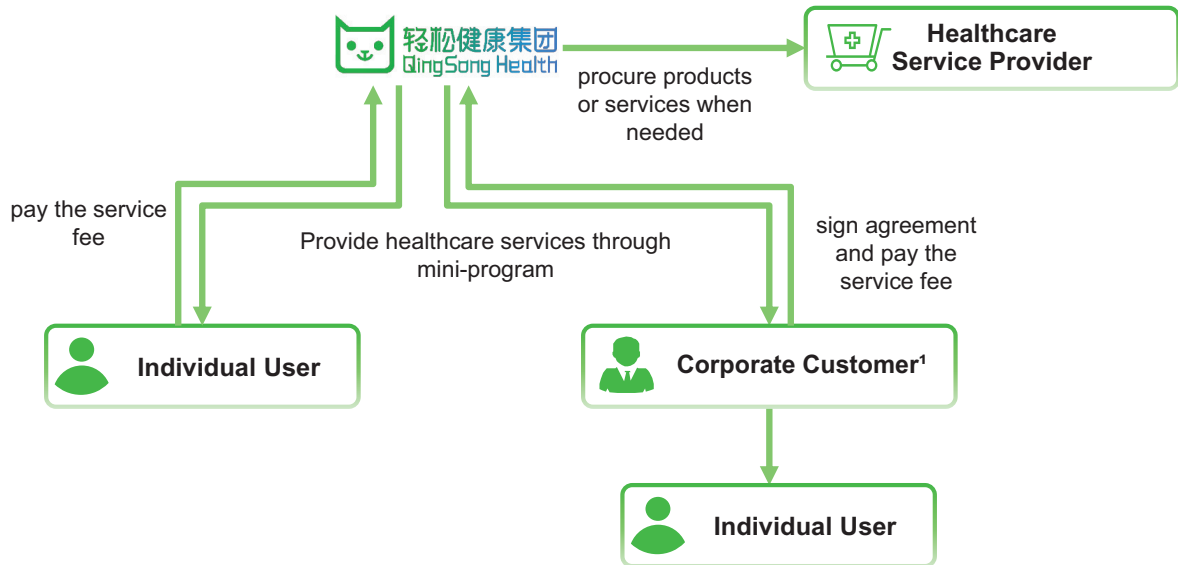 轻松健康集团
QingSong Health
Healthcare
Service Provider
procure products
or services when
needed
pay the service
fee
Provide healthcare services through
mini-program
sign agreement
and pay the
service fee
Individual User
Corporate Customer¹
Individual User